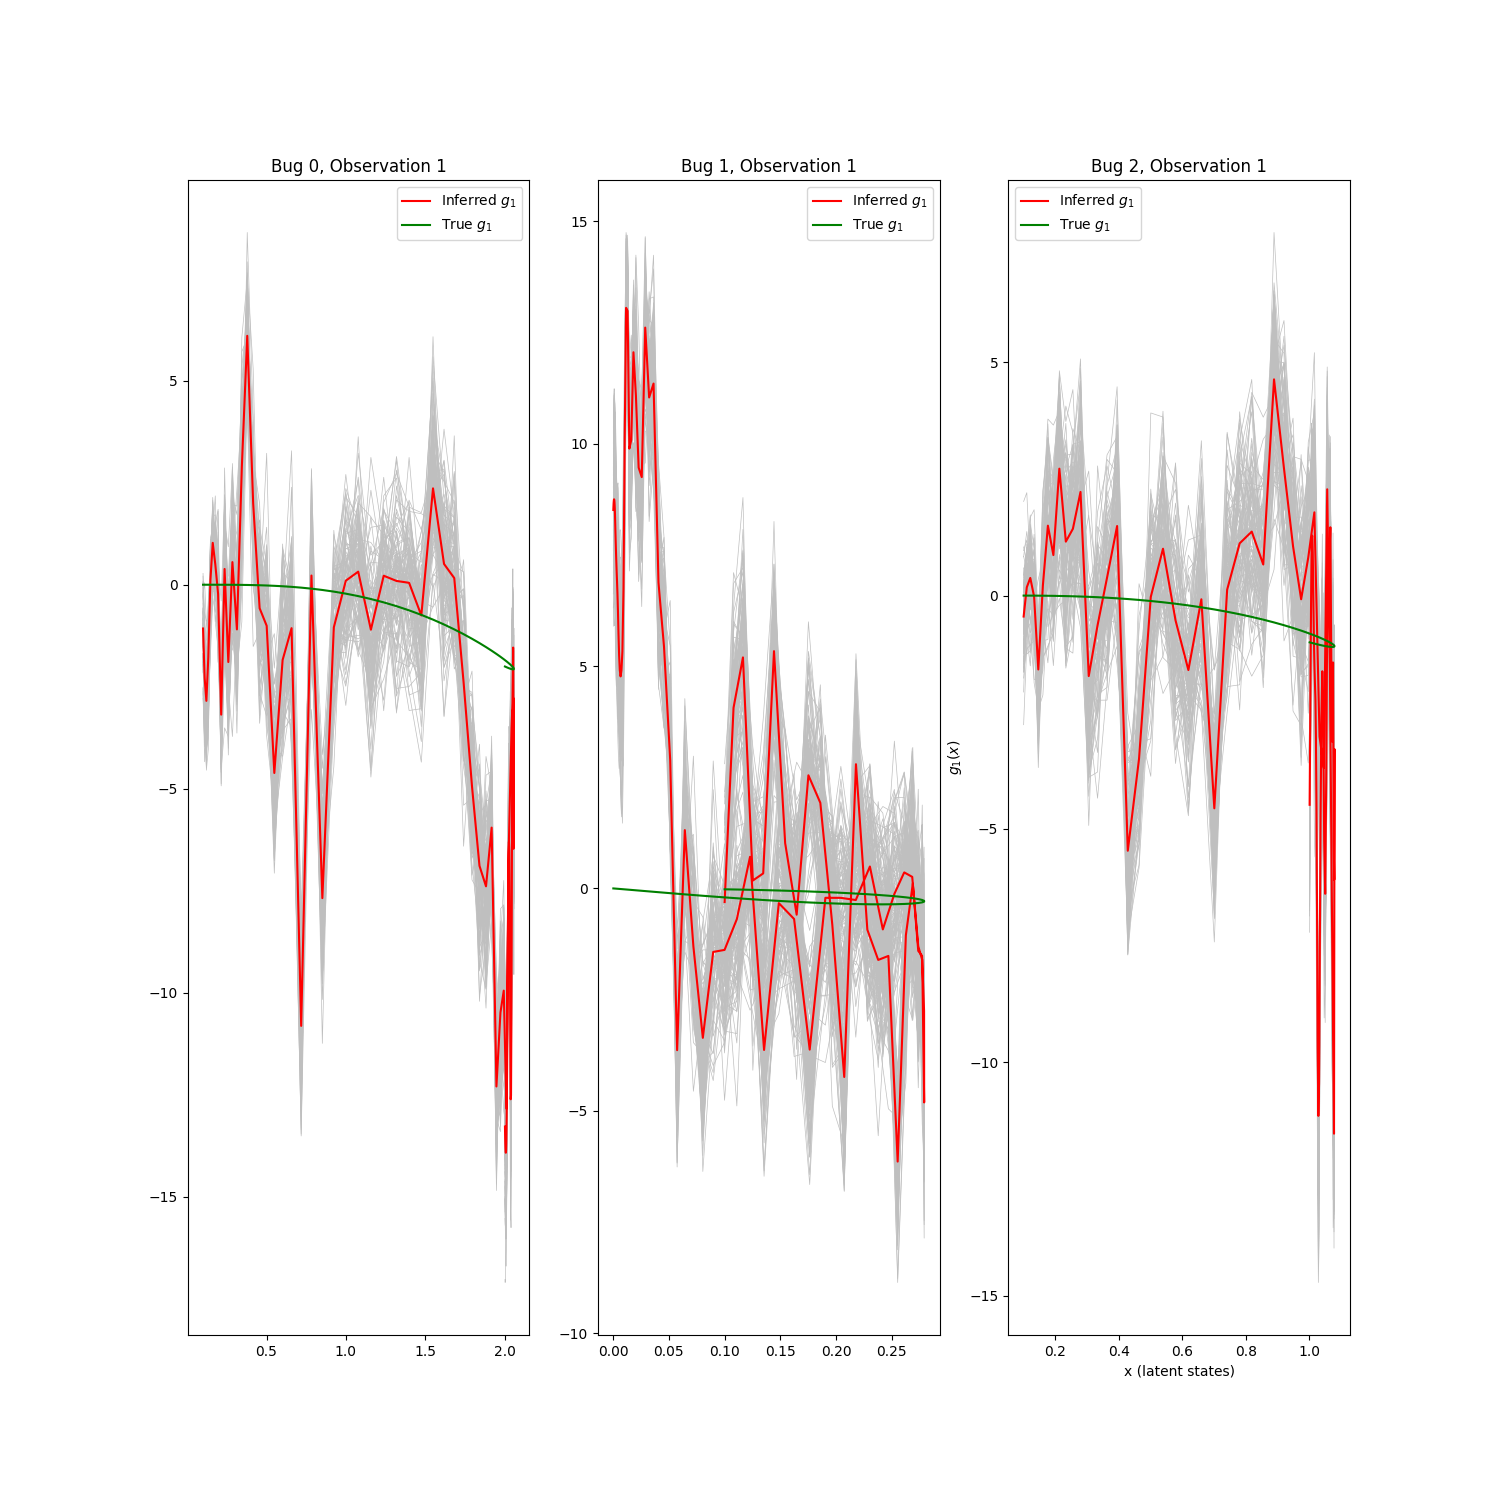 Bug 0, Observation 1
Inferred g₁
True g₁
5
0
−5
−10
−15
0.5 1.0 1.5 2.0
Bug 1, Observation 1
Inferred g₁
True g₁
15
10
5
0
−5
−10
0.00 0.05 0.10 0.15 0.20 0.25
Bug 2, Observation 1
Inferred g₁
True g₁
g₁(x)
5
0
−5
−10
−15
0.2 0.4 0.6 0.8 1.0
x (latent states)